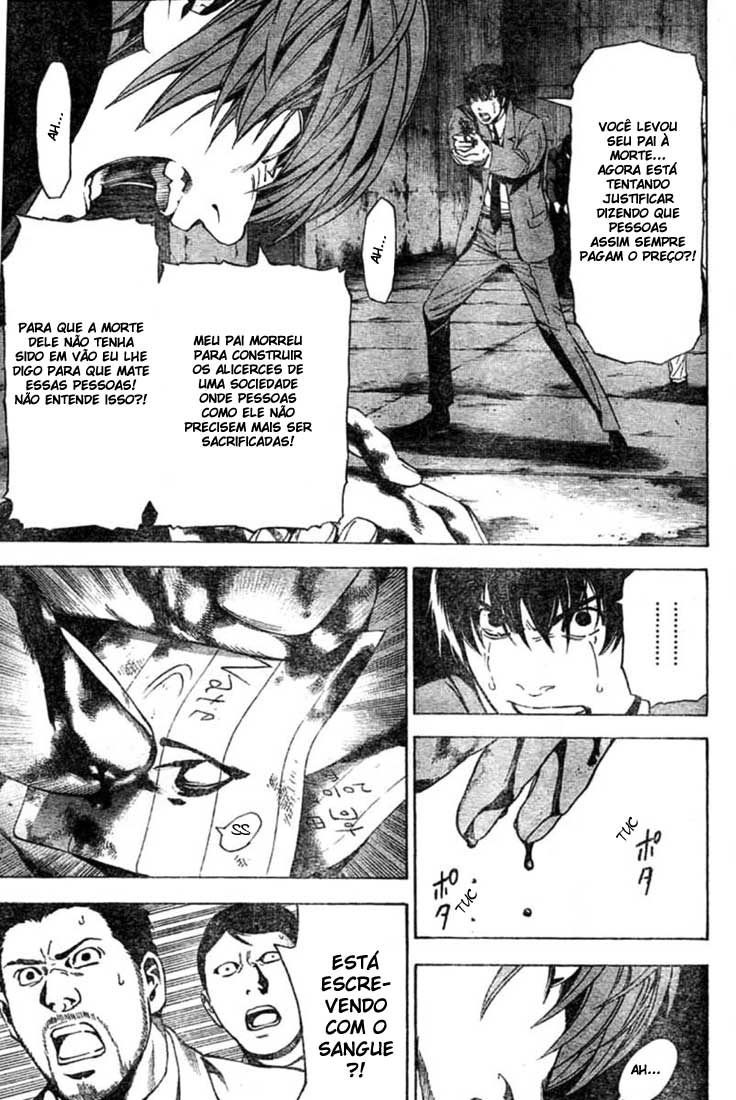 VOCÊ LEVOU
SEU PAI À
MORTE...
AGORA ESTÁ
TENTANDO
JUSTIFICAR
DIZENDO QUE
PESSOAS
ASSIM SEMPRE
PAGAM O PREÇO?!
AH...
AH...
MEU PAI MORREU
PARA CONSTRUIR
OS ALICERCES DE
UMA SOCIEDADE
ONDE PESSOAS
COMO ELE NÃO
PRECISEM MAIS SER
SACRIFICADAS!
PARA QUE A MORTE
DELE NÃO TENHA
SIDO EM VÃO EU LHE
DIGO PARA QUE MATE
ESSAS PESSOAS!
NÃO ENTENDE ISSO?!
.........
Nate
SS
TUC
ポタ
TUC
ポタ
AH...
ESTÁ
ESCRE-
VENDO
COM O
SANGUE
?!